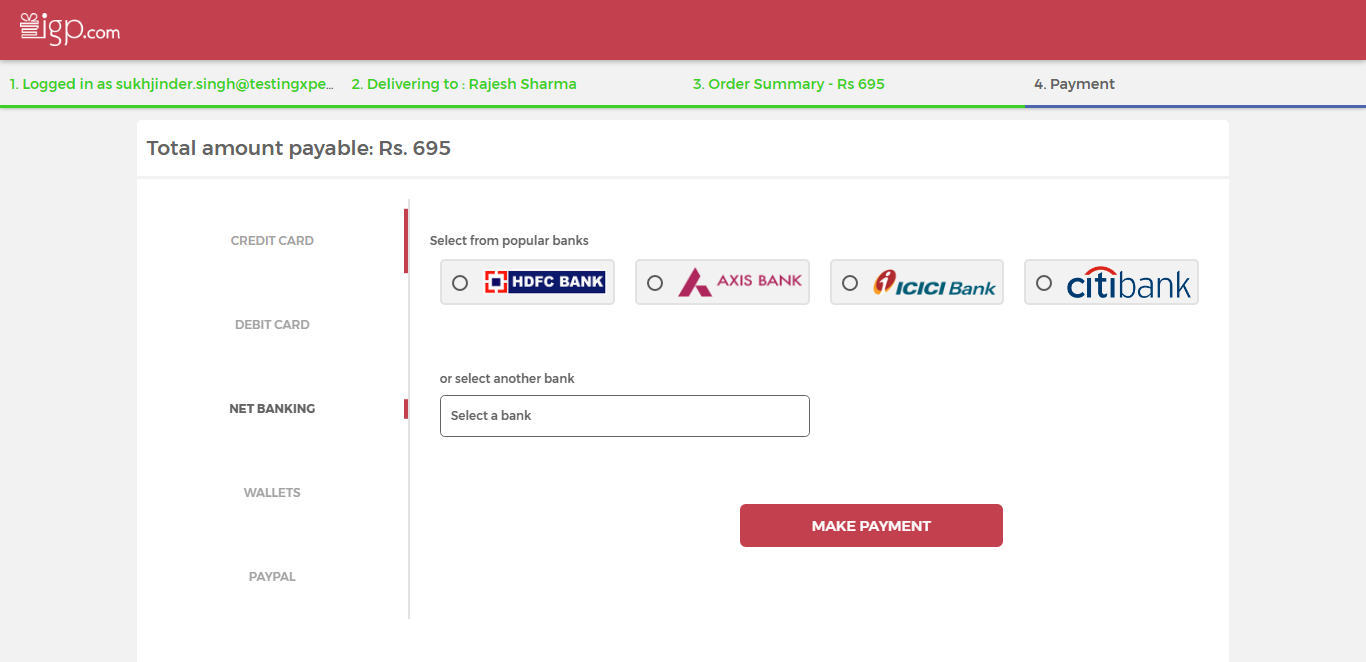 igp.com
1. Logged in as sukhjinder.singh@testingxpe... 2. Delivering to : Rajesh Sharma 3. Order Summary - Rs 695 4. Payment
Total amount payable: Rs. 695
CREDIT CARD
DEBIT CARD
NET BANKING
WALLETS
PAYPAL
Select from popular banks
HDFC BANK AXIS BANK ICICI Bank citibank
or select another bank
Select a bank
MAKE PAYMENT